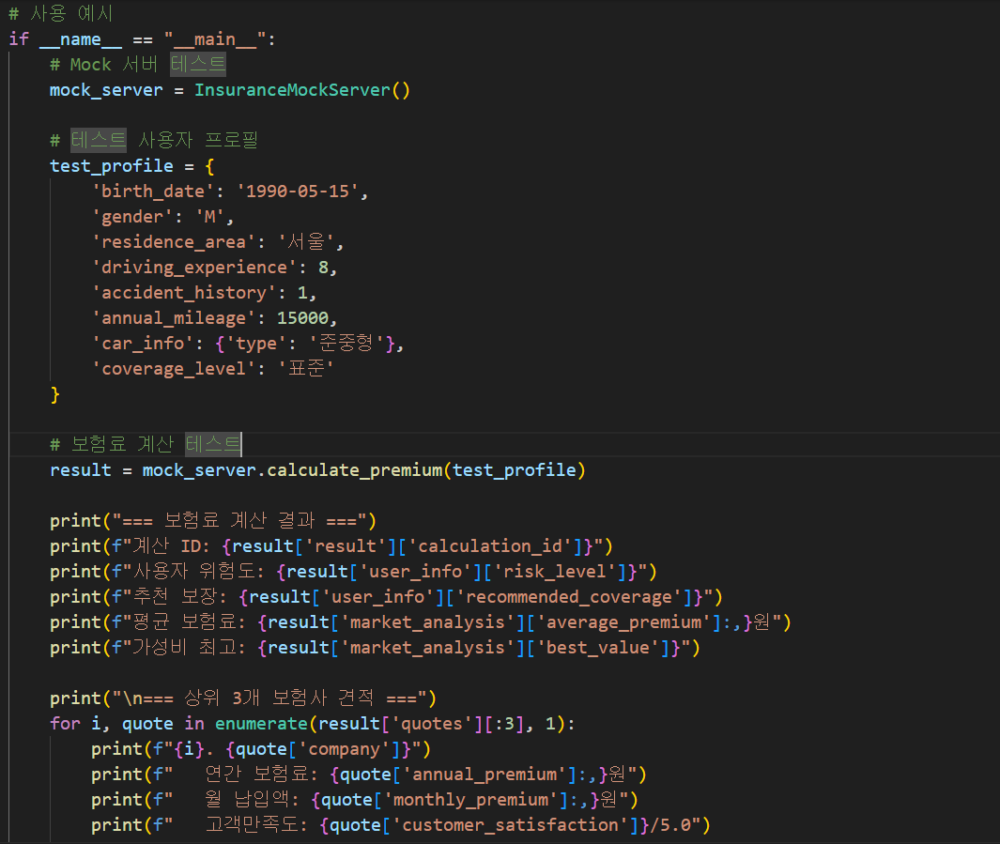 # 사용 예시
if __name__ == "__main__":
    # Mock 서버 테스트
    mock_server = InsuranceMockServer()
    # 테스트 사용자 프로필
    test_profile = {
        'birth_date': '1990-05-15',
        'gender': 'M',
        'residence_area': '서울',
        'driving_experience': 8,
        'accident_history': 1,
        'annual_mileage': 15000,
        'car_info': {'type': '준중형'},
        'coverage_level': '표준'
    }
    # 보험료 계산 테스트
    result = mock_server.calculate_premium(test_profile)
    print("=== 보험료 계산 결과 ===")
    print(f"계산 ID: {result['result']['calculation_id']}")
    print(f"사용자 위험도: {result['user_info']['risk_level']}")
    print(f"추천 보장: {result['user_info']['recommended_coverage']}")
    print(f"평균 보험료: {result['market_analysis']['average_premium']:,}원")
    print(f"가성비 최고: {result['market_analysis']['best_value']}")
    print("\n=== 상위 3개 보험사 견적 ===")
    for i, quote in enumerate(result['quotes'][:3], 1):
        print(f"{i}. {quote['company']}")
        print(f"   연간 보험료: {quote['annual_premium']:,}원")
        print(f"   월 납입액: {quote['monthly_premium']:,}원")
        print(f"   고객만족도: {quote['customer_satisfaction']}/5.0")